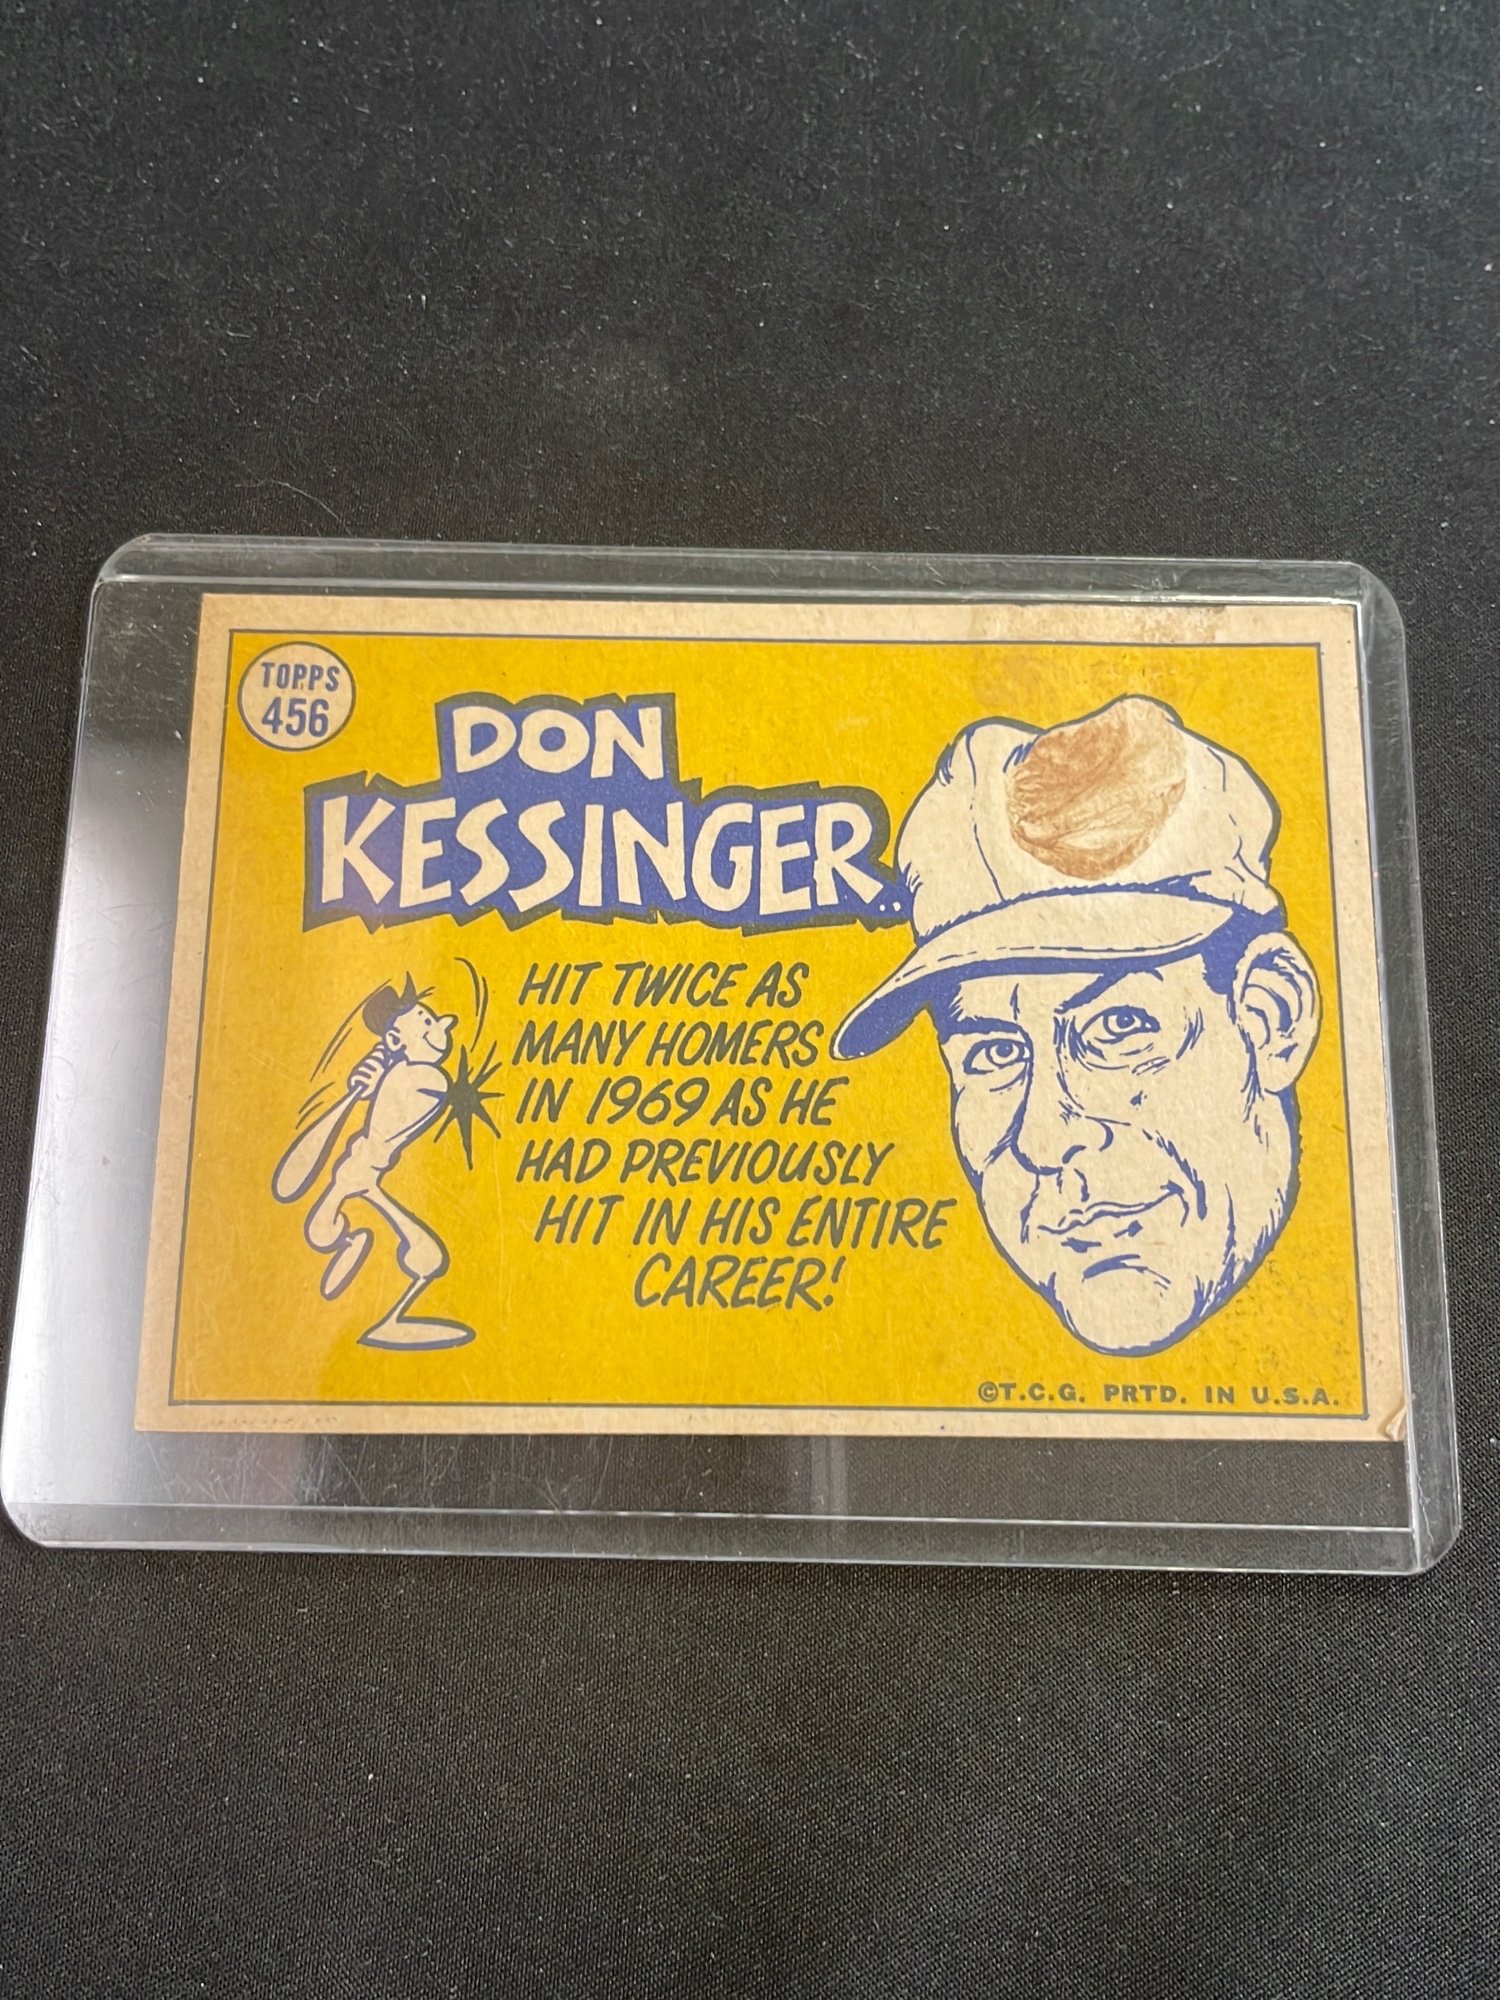 TOPPS
456
DON
KESSINGER..
HIT TWICE AS
MANY HOMERS
IN 1969 AS HE
HAD PREVIOUSLY
HIT IN HIS ENTIRE
CAREER!
©T.C.G. PRTD. IN U.S.A.